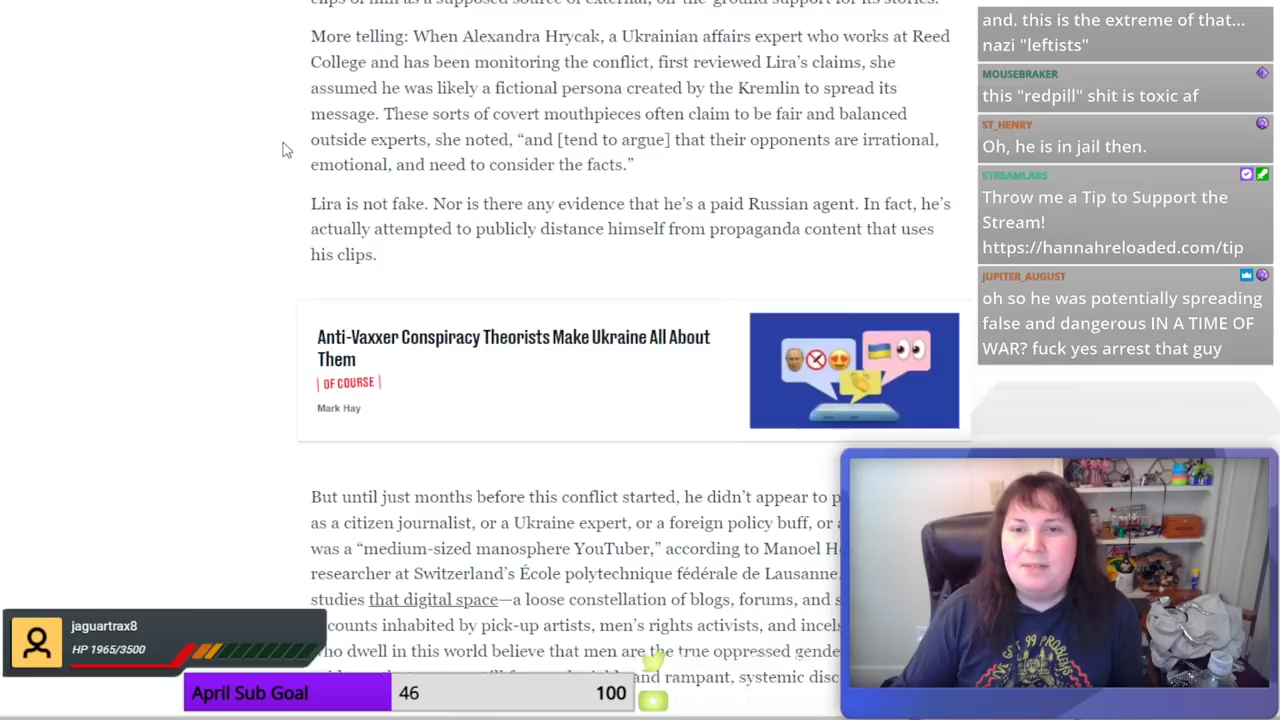 clips of him as a supposed source of external, on-the-ground support for its stories.
More telling: When Alexandra Hrycak, a Ukrainian affairs expert who works at Reed
College and has been monitoring the conflict, first reviewed Lira's claims, she
assumed he was likely a fictional persona created by the Kremlin to spread its
message. These sorts of covert mouthpieces often claim to be fair and balanced
outside experts, she noted, “and [tend to argue] that their opponents are irrational,
emotional, and need to consider the facts.”
Lira is not fake. Nor is there any evidence that he's a paid Russian agent. In fact, he's
actually attempted to publicly distance himself from propaganda content that uses
his clips.
Anti-Vaxxer Conspiracy Theorists Make Ukraine All About
Them
OF COURSE
Mark Hay
But until just months before this conflict started, he didn't appear to
as a citizen journalist, or a Ukraine expert, or a foreign policy buff, or
was a “medium-sized manosphere YouTuber,” according to Manoel
researcher at Switzerland's École polytechnique fédérale de Lausanne.
studies that digital space—a loose constellation of blogs, forums, and
accounts inhabited by pick-up artists, men's rights activists, and incels
who dwell in this world believe that men are the true oppressed
and rampant, systemic
and. this is the extreme of that...
nazi "leftists"
MOUSEBRAKER
this "redpill" shit is toxic af
ST_HENRY
Oh, he is in jail then.
STREAMLABS
Throw me a Tip to Support the
Stream!
https://hannahreloaded.com/tip
JUPITER_AUGUST
oh so he was potentially spreading
false and dangerous IN A TIME OF
WAR? fuck yes arrest that guy
jaguartrax8
HP 1965/3500
April Sub Goal 46 100